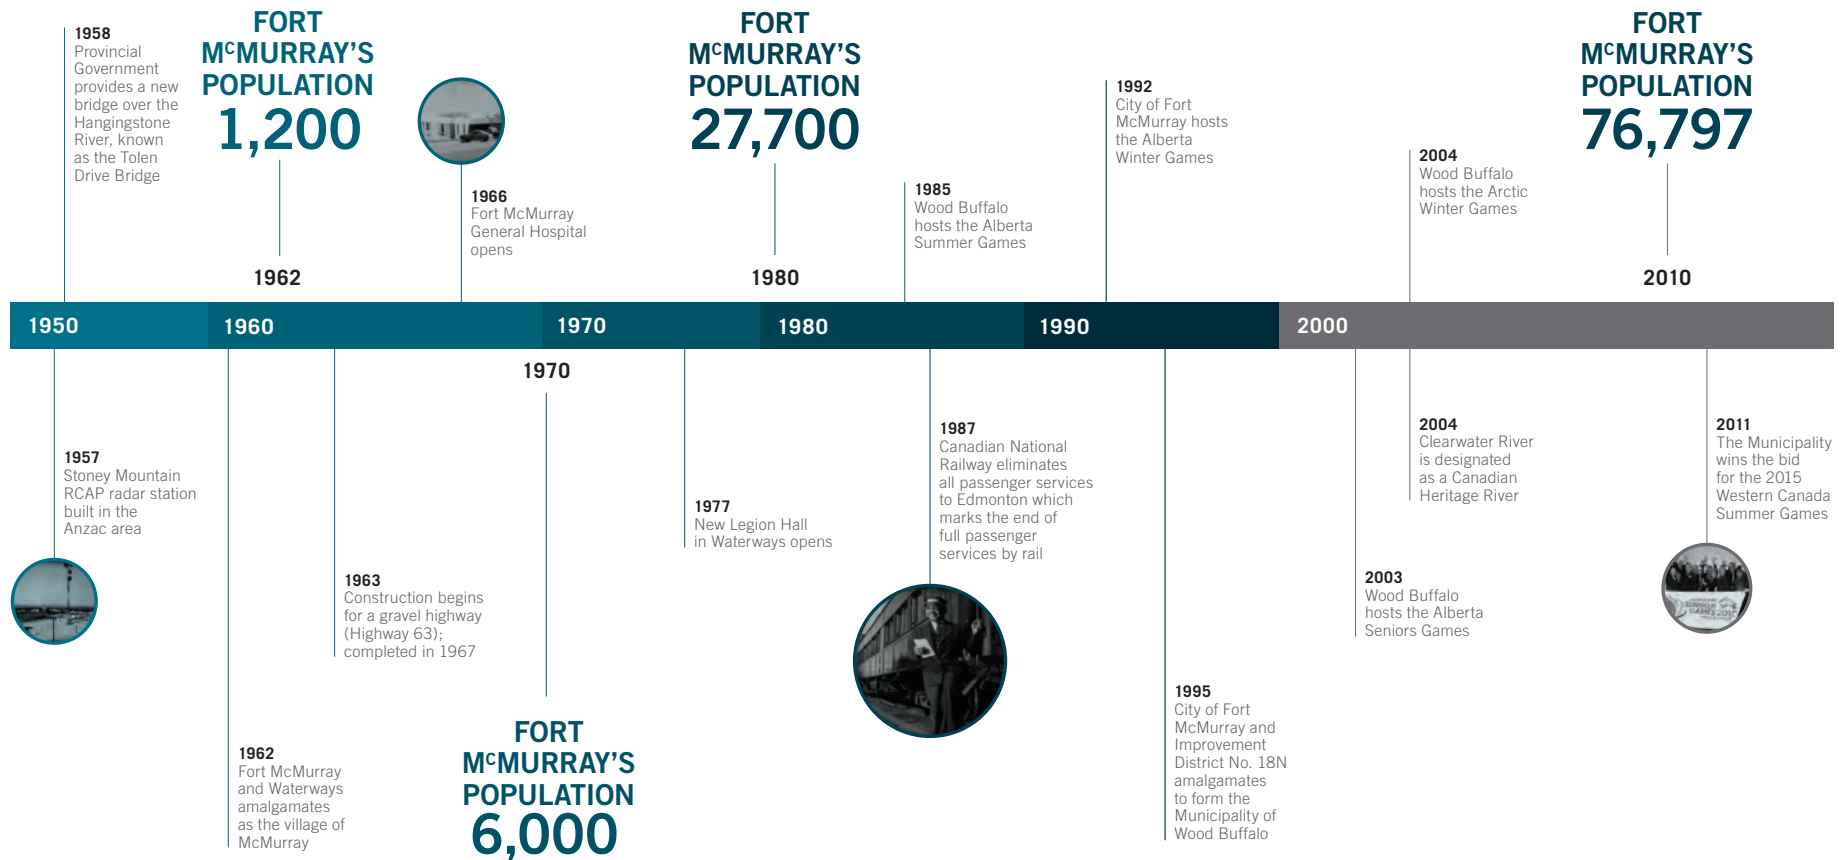 1958
Provincial
Government
provides a new
bridge over the
Hangingstone
River, known
as the Tolen
Drive Bridge
FORT
McMURRAY'S
POPULATION
1,200
1962
1966
Fort McMurray
General Hospital
opens
FORT
McMURRAY'S
POPULATION
27,700
1980
1985
Wood Buffalo
hosts the Alberta
Summer Games
1992
City of Fort
McMurray hosts
the Alberta
Winter Games
2004
Wood Buffalo
hosts the Arctic
Winter Games
FORT
McMURRAY'S
POPULATION
76,797
2010
1950
1960
1970
1980
1990
2000
1957
Stoney Mountain
RCAP radar station
built in the
Anzac area
1962
Fort McMurray
and Waterways
amalgamates
as the village of
McMurray
1963
Construction begins
for a gravel highway
(Highway 63);
completed in 1967
1970
FORT
McMURRAY'S
POPULATION
6,000
1977
New Legion Hall
in Waterways opens
1987
Canadian National
Railway eliminates
all passenger services
to Edmonton which
marks the end of
full passenger
services by rail
1995
City of Fort
McMurray and
Improvement
District No. 18N
amalgamates
to form the
Municipality of
Wood Buffalo
2003
Wood Buffalo
hosts the Alberta
Seniors Games
2004
Clearwater River
is designated
as a Canadian
Heritage River
2011
The Municipality
wins the bid
for the 2015
Western Canada
Summer Games
SUMMER
GAMES 2015